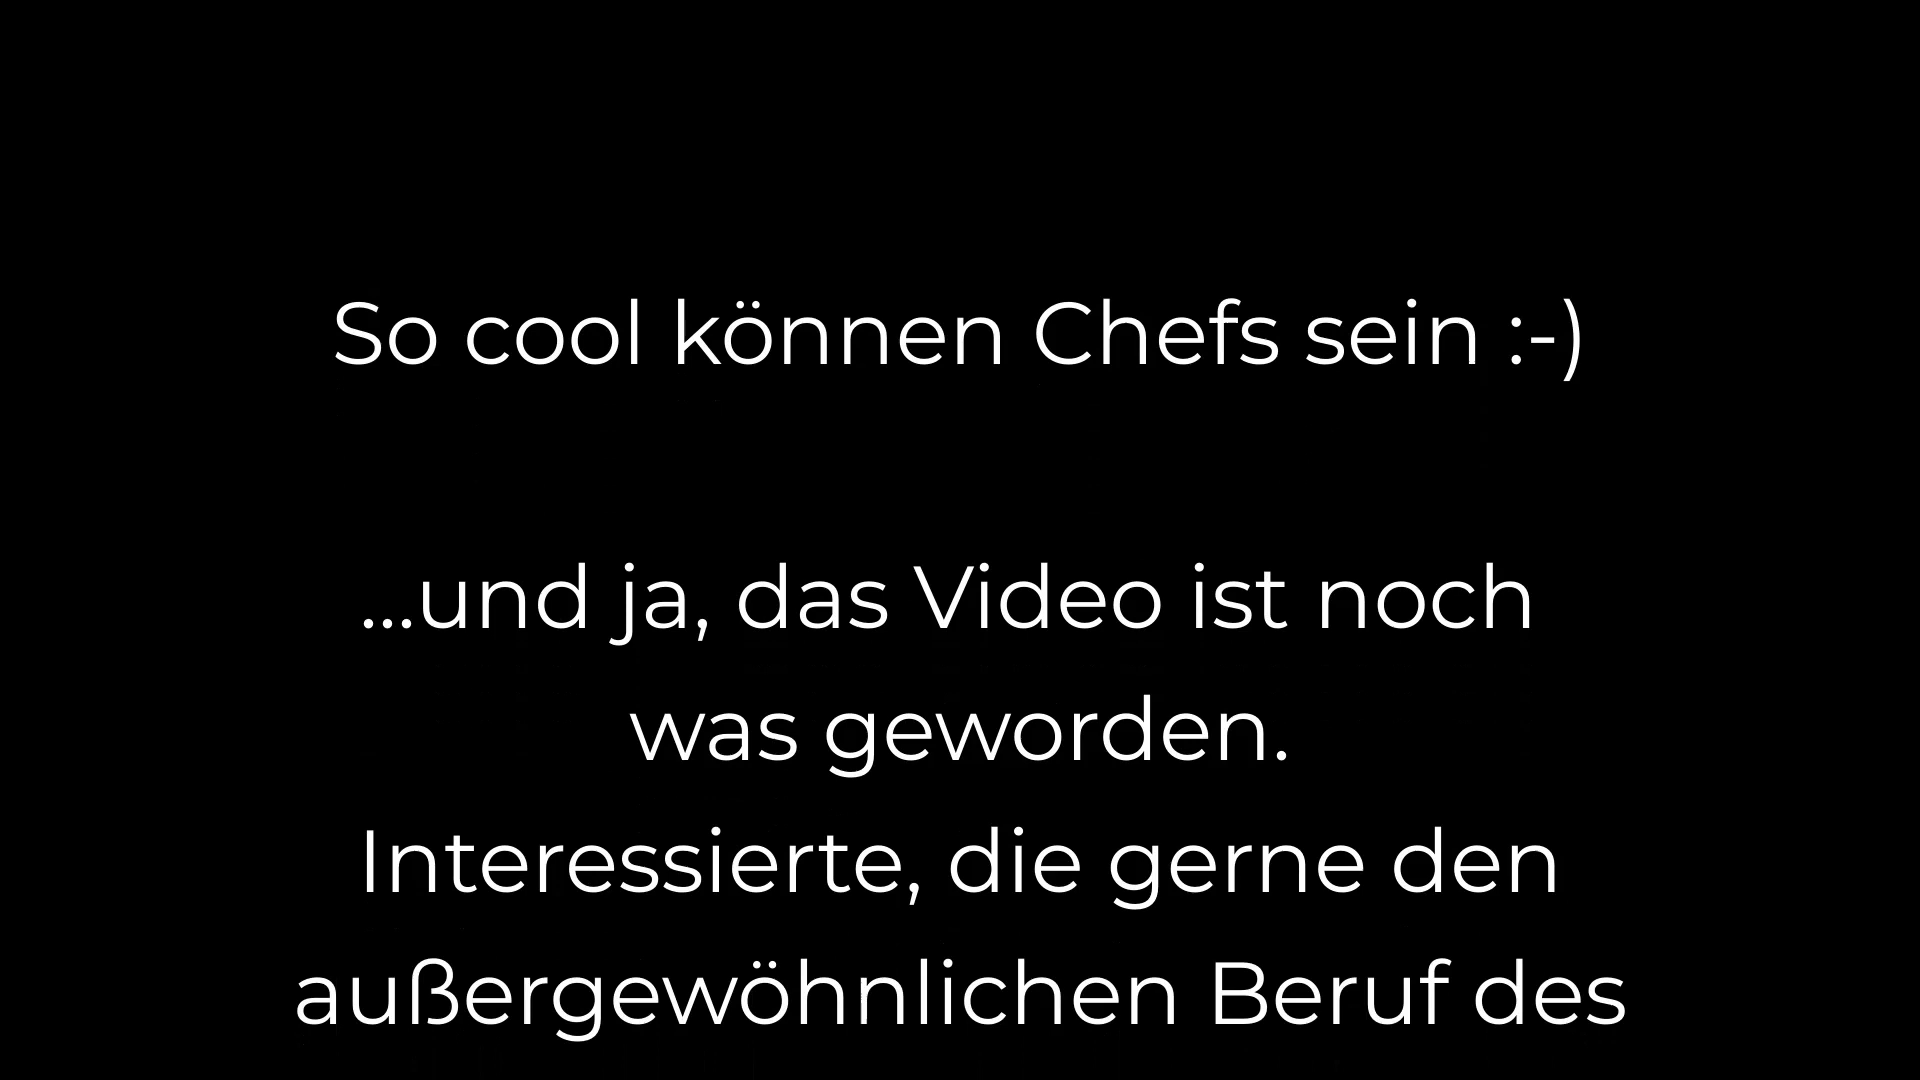 So cool können Chefs sein :-)
...und ja, das Video ist noch
was geworden.
Interessierte, die gerne den
außergewöhnlichen Beruf des